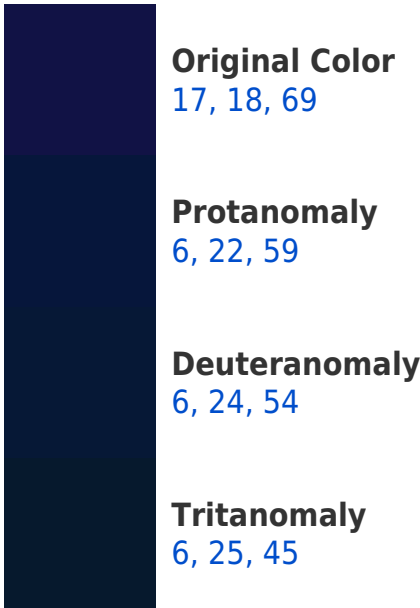 Original Color
17, 18, 69
Protanomaly
6, 22, 59
Deuteranomaly
6, 24, 54
Tritanomaly
6, 25, 45